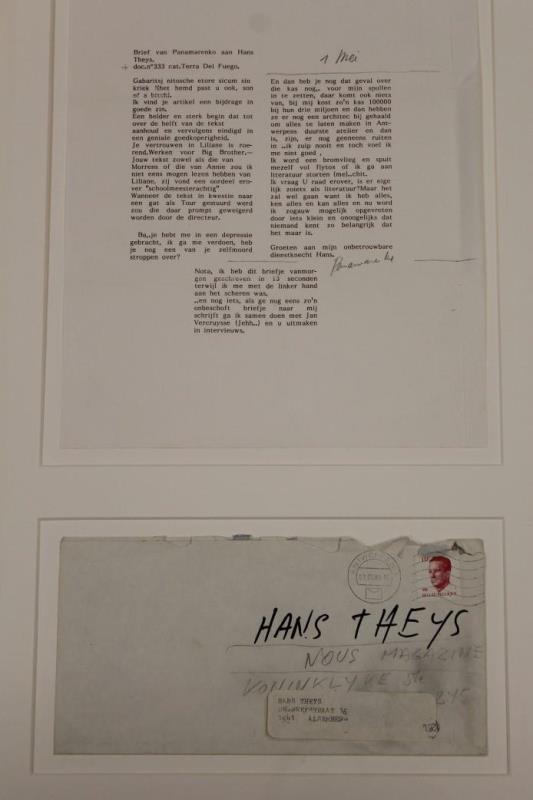 Brief van Panamarenko aan Hans
Theys.
doc.n°333 cat.Terra Del Fuego.
Gabaritsj nitosche etore sicum sie
kriek !(het hemd past u ook, son
of a bitch).
Ik vind je artikel een bijdrage in
goede zin.
Een helder en sterk begin dat tot
over de helft van de tekst
aanhoud en vervolgens eindigd in
een geniale goedkoperigheid.
Je vertrouwen in Liliane is roe-
rend.Werken voor Big Brother.—
Jouw tekst zowel als die van
Morrens of die van Annie zou ik
niet eens mogen lezen hebben van
Liliane, zij vond een oordeel ero-
ver "schoolmeesterachtig"
Wanneer de tekst in kwestie naar
een gat als Tour gestuurd werd
zou die daar prompt geweigerd
worden door de directeur.
Ba,,je hebt me in een depressie
gebracht, ik ga me verdoen, heb
je nog een van je zelfmoord
stroppen over?
1 Mei
En dan heb je nog dat geval over
die kas nog,, voor mijn spullen
in te zetten, daar komt ook niets
van, bij mij kost zo'n kas 100000
bij hun drie miljoen en dan hebben
ze er nog een architec bij gehaald
om alles te laten maken in Ant-
werpens duurste atelier en dan
is, zijn, er nog geeneens ruiten
in ..ik zuip nooit en toch voel ik
me niet goed ,
Ik word een bromvlieg en spuit
mezelf vol flytox of ik ga aan
literatuur storten (me)..chit.
Ik vraag U raad erover, is er eige
lijk zoiets als literatuur?Maar het
zal wel gaan want ik heb alles,
ken alles en kan alles en nu word
ik zogauw mogelijk opgevreten
door iets klein en onoogelijks dat
niemand kent zo belangrijk dat
het maar is.
Groeten aan mijn onbetrouwbare
dienstknecht Hans.
Panamarenko
Nota, ik heb dit briefje vanmor-
gen geschreven in 15 seconden
terwijl ik me met de linker hand
aan het scheren was,
..en nog iets, als ge nog eens zo'n
onbeschoft briefje naar mij
schrijft ga ik samen doen met Jan
Vercruysse (Jehh..) en u uitmaken
in interviews.
ANTWERPEN
HANS THEYS
NOUS MAGAZINE
KONINKLYKE St.
HANS THEYS